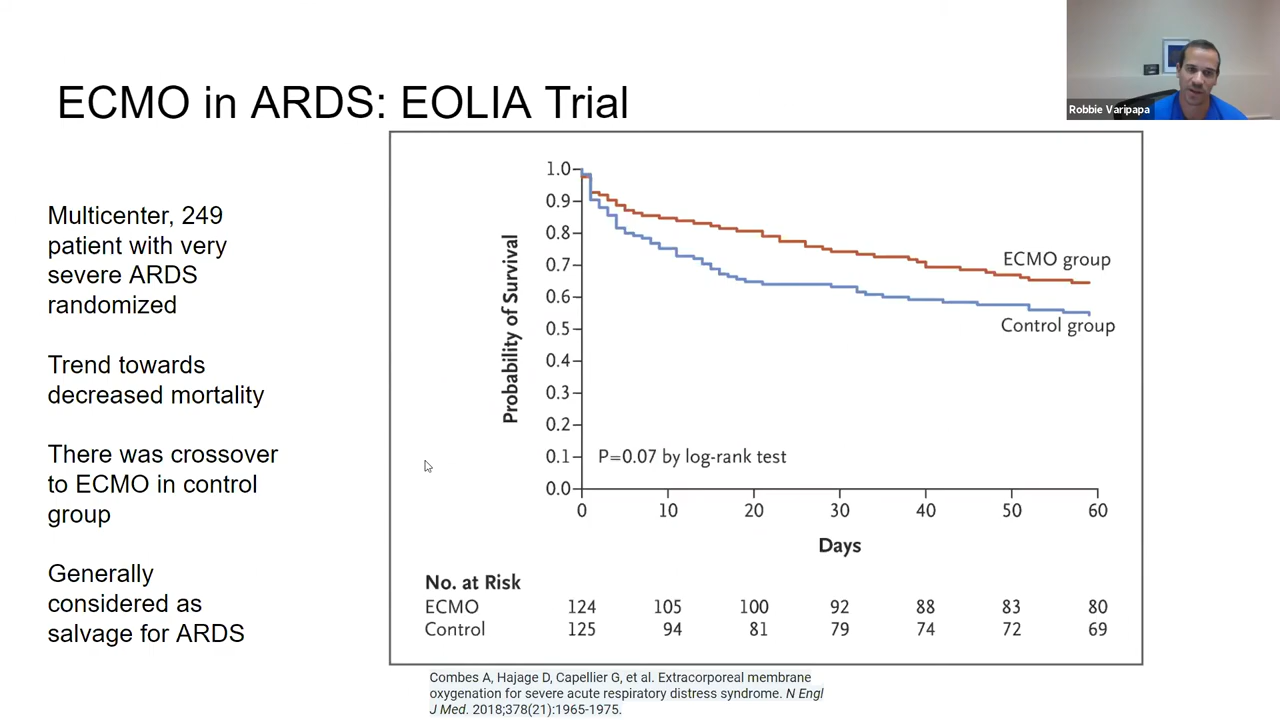 ECMO in ARDS: EOLIA Trial
Robbie Varipapa
Multicenter, 249
patient with very
severe ARDS
randomized
Trend towards
decreased mortality
There was crossover
to ECMO in control
group
Generally
considered as
salvage for ARDS
Probability of Survival
1.0
0.9
0.8
0.7
0.6
0.5
0.4
0.3
0.2
0.1
0.0
ECMO group
Control group
P=0.07 by log-rank test
0 10 20 30 40 50 60
Days
No. at Risk
ECMO 124 105 100 92 88 83 80
Control 125 94 81 79 74 72 69
Combes A, Hajage D, Capellier G, et al. Extracorporeal membrane
oxygenation for severe acute respiratory distress syndrome. N Engl
J Med. 2018;378(21):1965-1975.